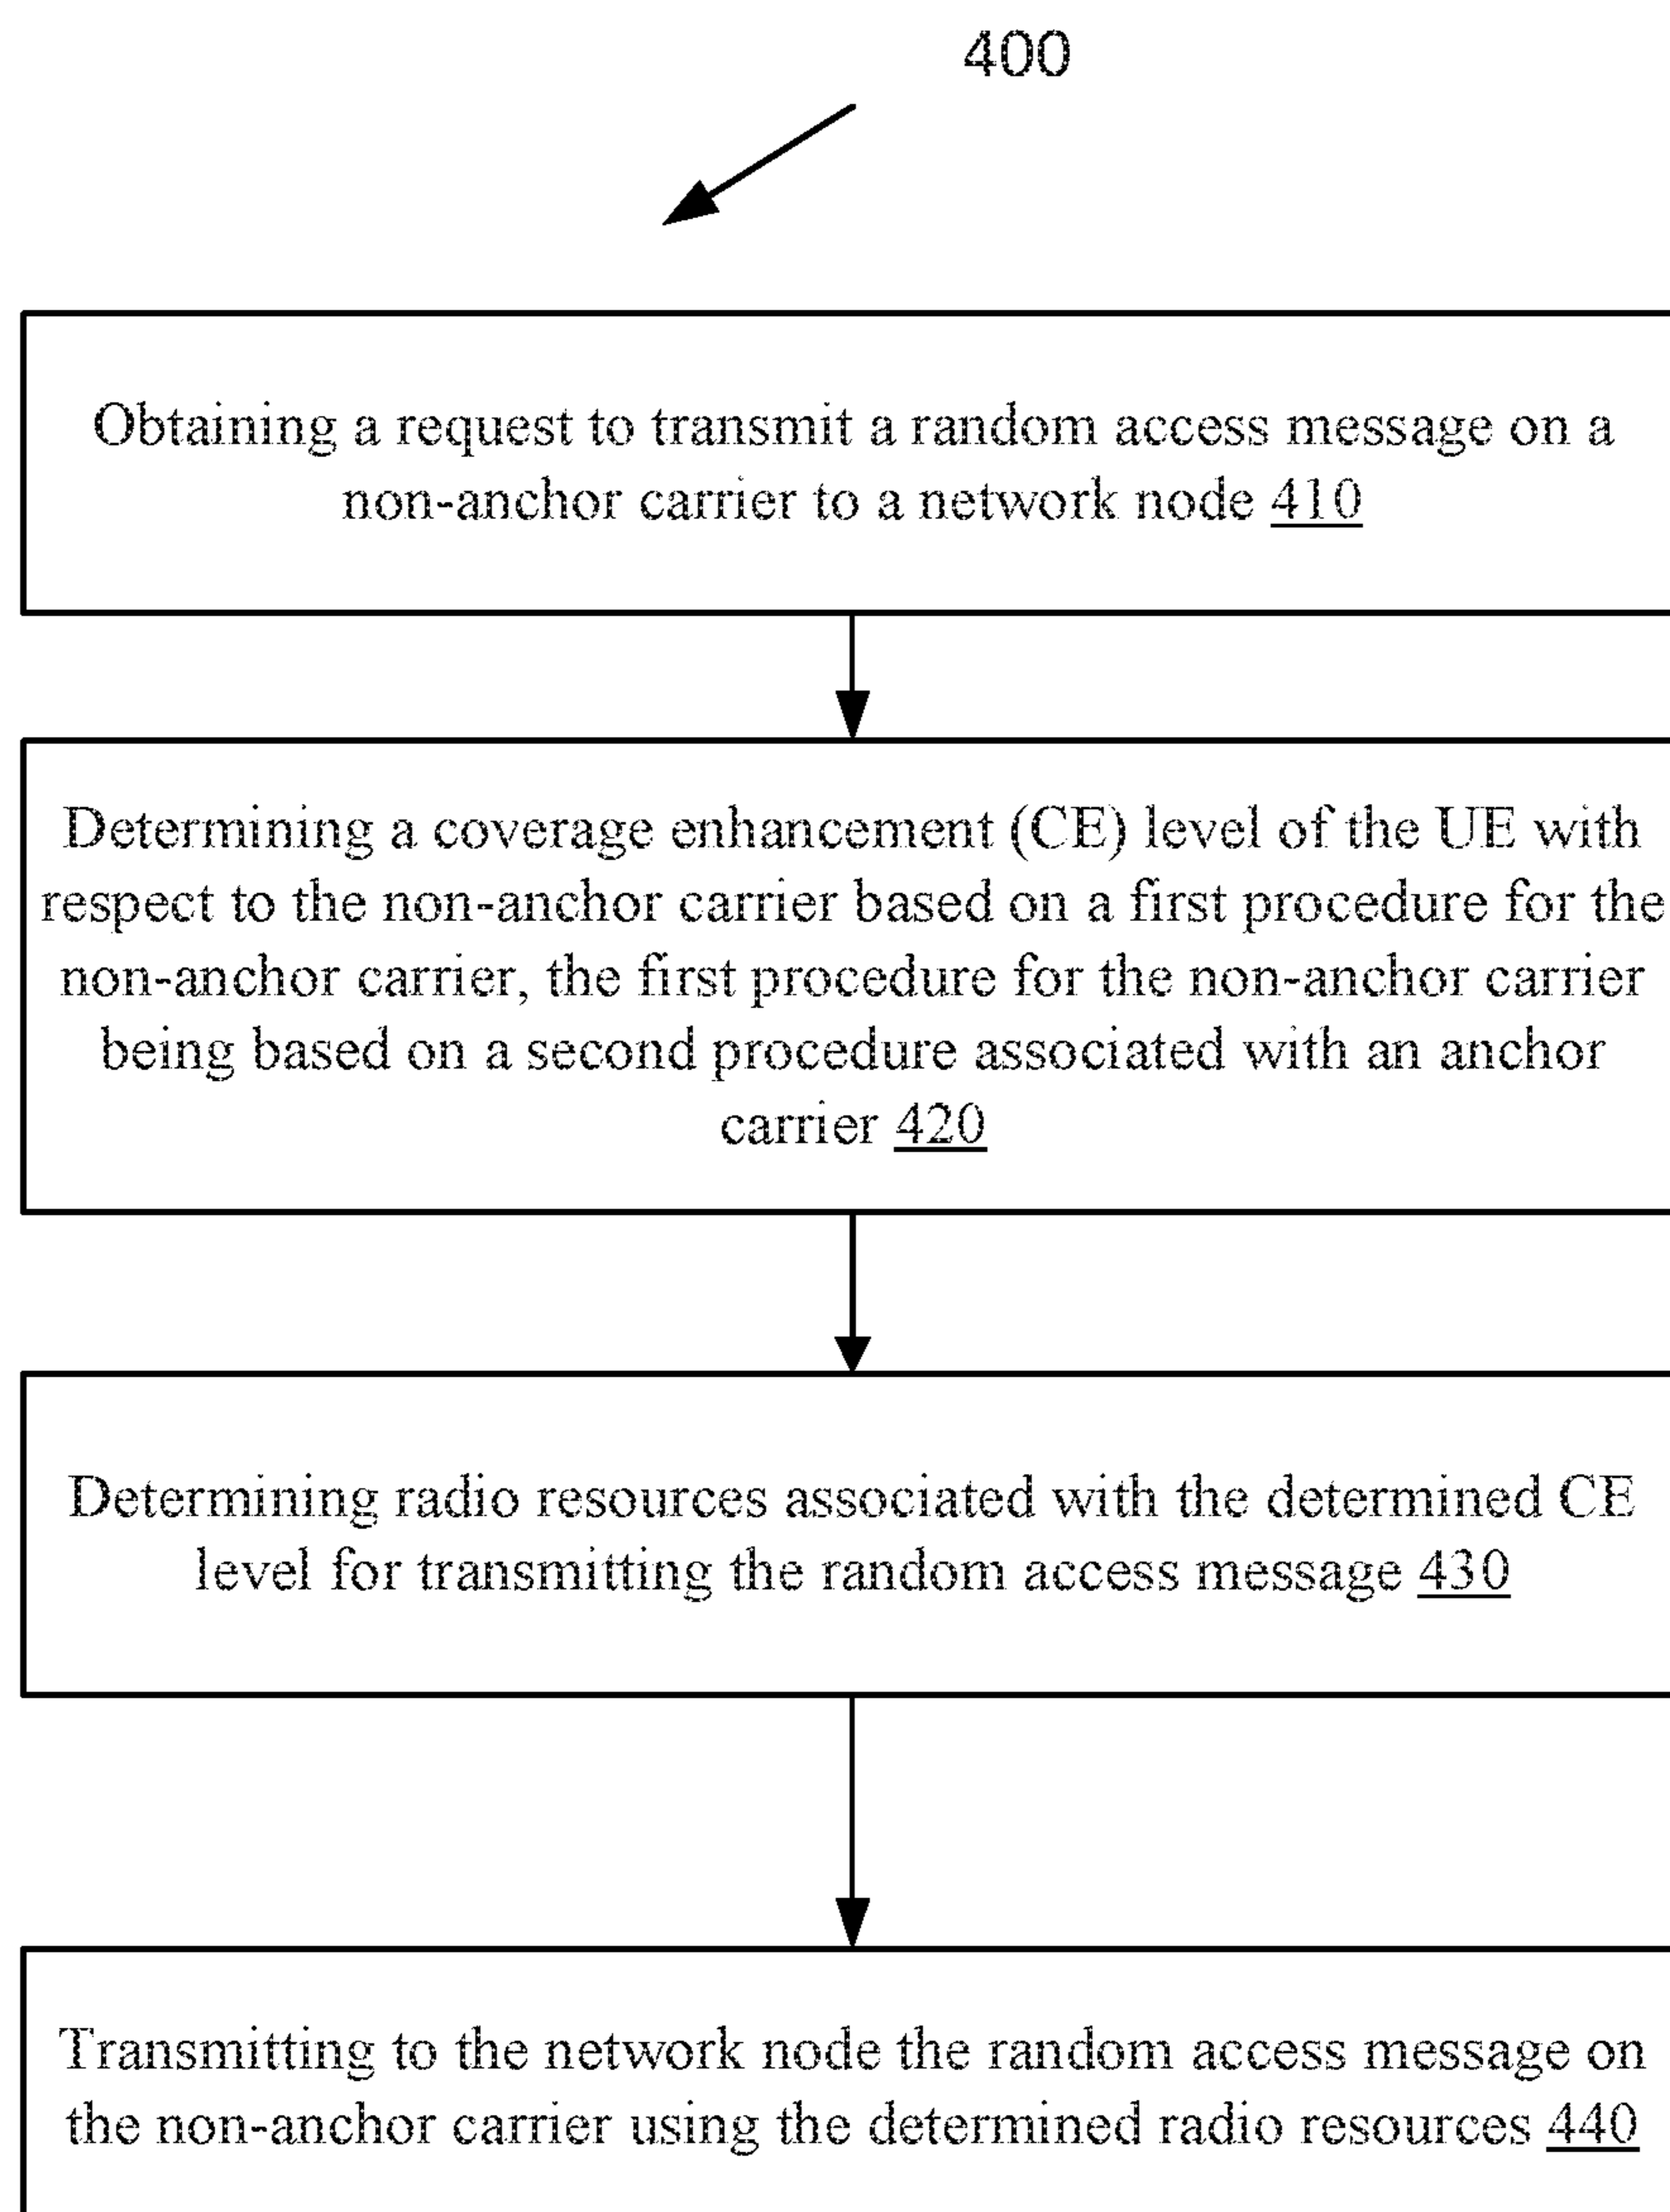 400
Obtaining a request to transmit a random access message on a
non-anchor carrier to a network node 410
Determining a coverage enhancement (CE) level of the UE with
respect to the non-anchor carrier based on a first procedure for the
non-anchor carrier, the first procedure for the non-anchor carrier
being based on a second procedure associated with an anchor
carrier 420
Determining radio resources associated with the determined CE
level for transmitting the random access message 430
Transmitting to the network node the random access message on
the non-anchor carrier using the determined radio resources 440